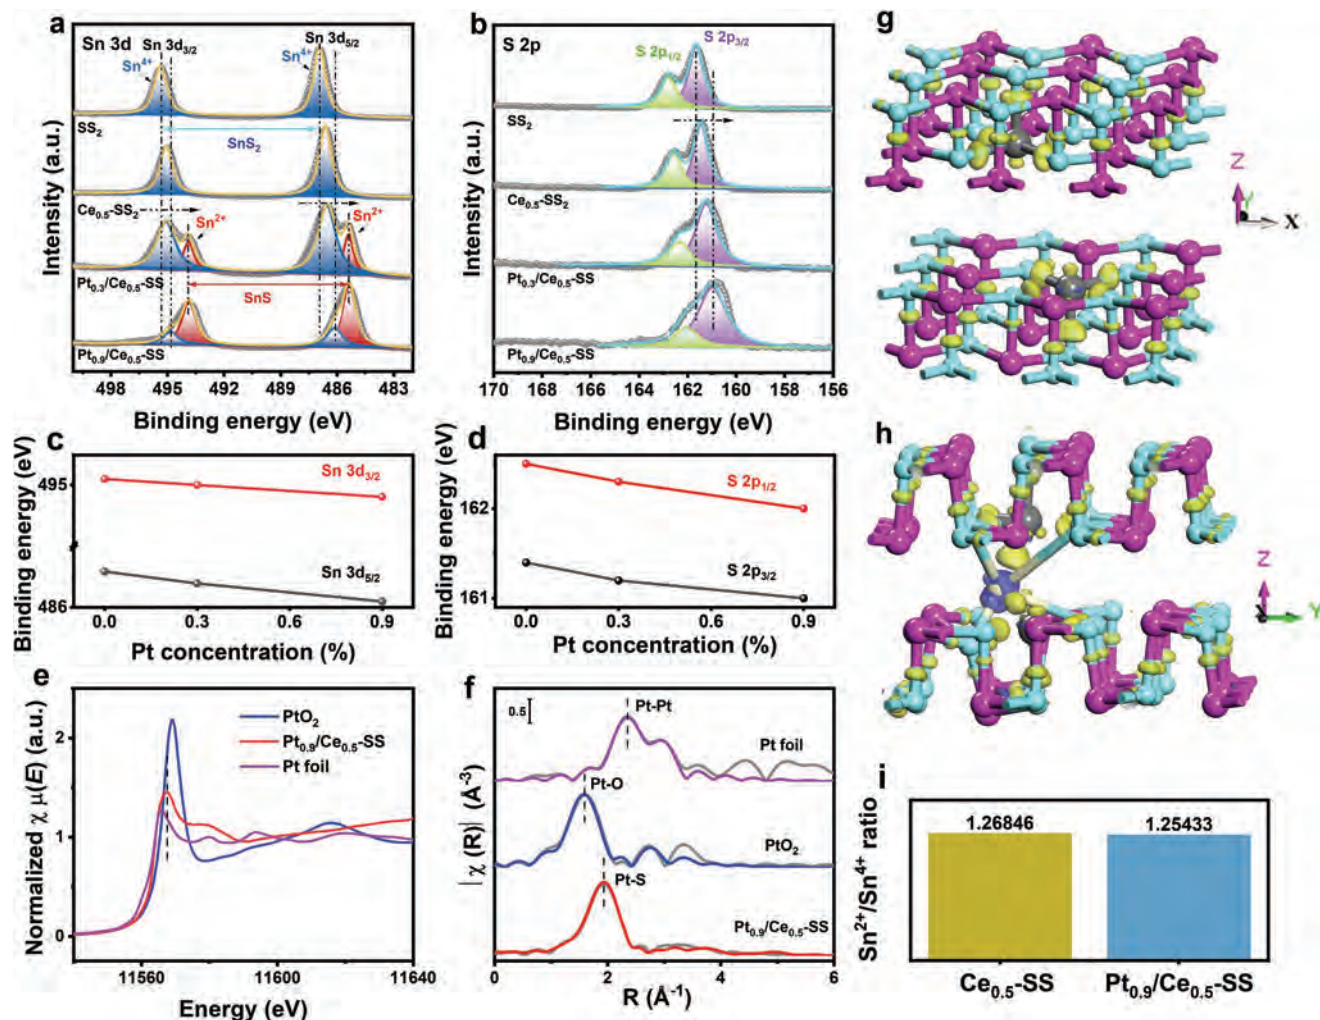 a
Sn 3d
Sn 3d3/2
Sn 3d5/2
Sn4+
Sn4+
SS2
SnS2
Ce0.5-SS2
Sn2+
Sn2+
Pt0.3/Ce0.5-SS
SnS
Pt0.9/Ce0.5-SS
498 495 492 489 486 483
Binding energy (eV)
Intensity (a.u.)
b
S 2p
S 2p1/2
S 2p3/2
SS2
Ce0.5-SS2
Pt0.3/Ce0.5-SS
Pt0.9/Ce0.5-SS
170 168 166 164 162 160 158 156
Binding energy (eV)
Intensity (a.u.)
g
Z
Y
X
c
495
486
Sn 3d3/2
Sn 3d5/2
0.0 0.3 0.6 0.9
Pt concentration (%)
Binding energy (eV)
d
162
161
S 2p1/2
S 2p3/2
0.0 0.3 0.6 0.9
Pt concentration (%)
Binding energy (eV)
h
Z
Y
e
2
1
0
PtO2
Pt0.9/Ce0.5-SS
Pt foil
11560 11600 11640
Energy (eV)
Normalized χ μ(E) (a.u.)
f
0.5
Pt-Pt
Pt foil
Pt-O
PtO2
Pt-S
Pt0.9/Ce0.5-SS
0 2 4 6
R (Å-1)
| χ (R)| (Å-3)
i
1.26846
1.25433
Ce0.5-SS
Pt0.9/Ce0.5-SS
Sn2+/Sn4+ ratio